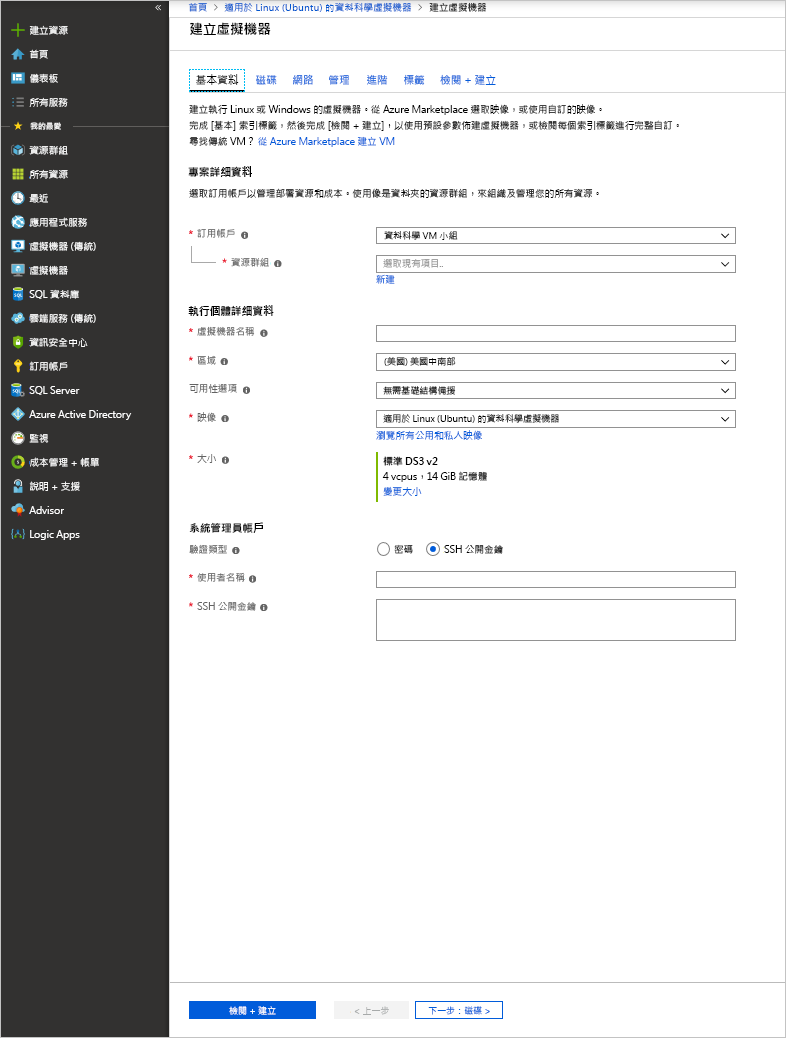 «
建立資源
首頁
儀表板
所有服務
我的最愛
資源群組
所有資源
最近
應用程式服務
虛擬機器 (傳統)
虛擬機器
SQL 資料庫
雲端服務 (傳統)
資訊安全中心
訂用帳戶
SQL Server
Azure Active Directory
監視
成本管理 + 帳單
說明 + 支援
Advisor
Logic Apps
首頁 > 適用於 Linux (Ubuntu) 的資料科學虛擬機器 > 建立虛擬機器
建立虛擬機器
基本資料 磁碟 網路 管理 進階 標籤 檢閱 + 建立
建立執行 Linux 或 Windows 的虛擬機器。從 Azure Marketplace 選取映像，或使用自訂的映像。
完成 [基本] 索引標籤，然後完成 [檢閱 + 建立]，以使用預設參數佈建虛擬機器，或檢閱每個索引標籤進行完整自訂。
尋找傳統 VM？ 從 Azure Marketplace 建立 VM
專案詳細資料
選取訂用帳戶以管理部署資源和成本。使用像是資料夾的資源群組，來組織及管理您的所有資源。
* 訂用帳戶 資料科學 VM 小組
* 資源群組 選取現有項目..
新建
執行個體詳細資料
* 虛擬機器名稱
* 區域 (美國) 美國中南部
可用性選項 無需基礎結構備援
* 映像 適用於 Linux (Ubuntu) 的資料科學虛擬機器
瀏覽所有公用和私人映像
* 大小 標準 DS3 v2
4 vcpus，14 GiB 記憶體
變更大小
系統管理員帳戶
驗證類型 密碼 SSH 公開金鑰
* 使用者名稱
* SSH 公開金鑰
檢閱 + 建立 < 上一步 下一步：磁碟 >